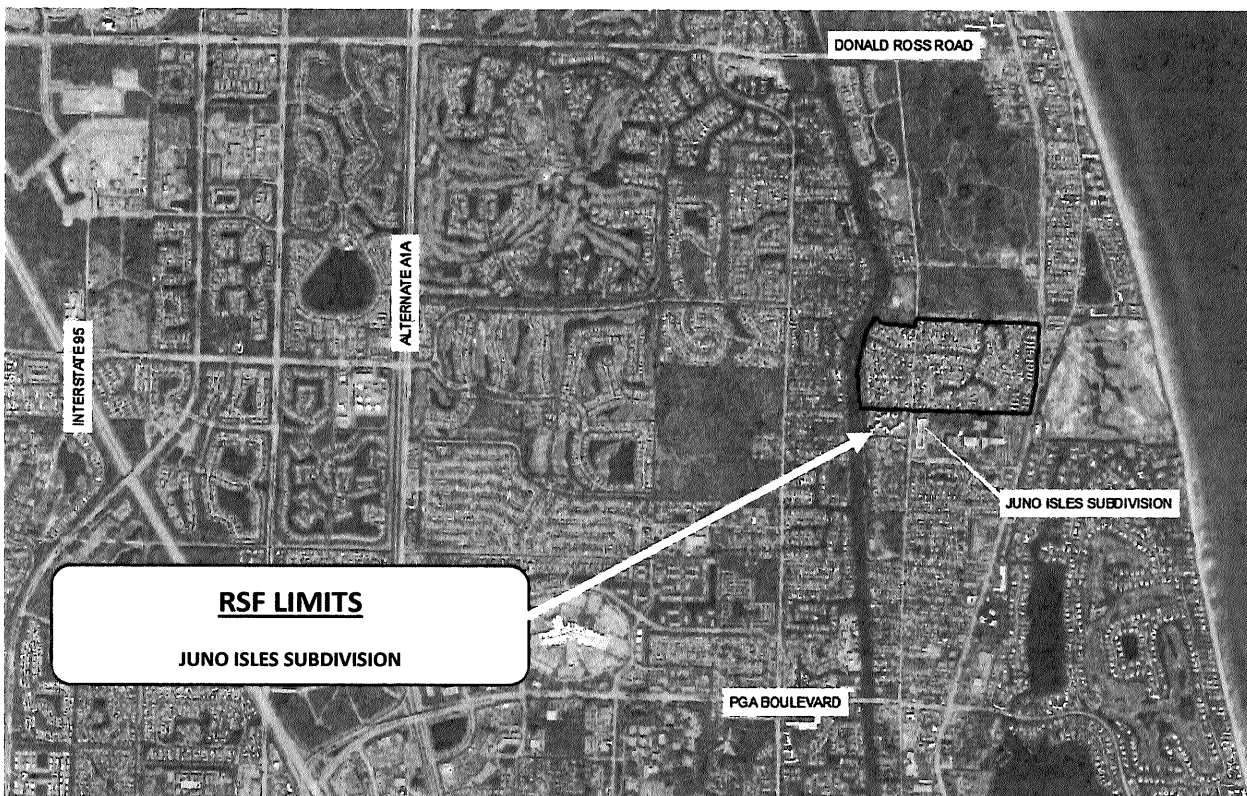 DONALD ROSS ROAD
ALTERNATE A1A
INTERSTATE 95
JUNO ISLES SUBDIVISION
RSF LIMITS
JUNO ISLES SUBDIVISION
PGA BOULEVARD